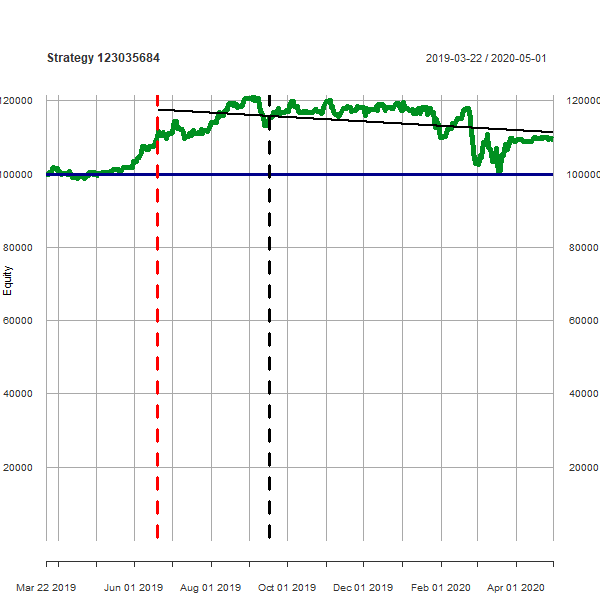 Strategy 123035684 2019-03-22 / 2020-05-01
120000 120000
100000 100000
80000 80000
Equity
60000 60000
40000 40000
20000 20000
Mar 22 2019 Jun 01 2019 Aug 01 2019 Oct 01 2019 Dec 01 2019 Feb 01 2020 Apr 01 2020